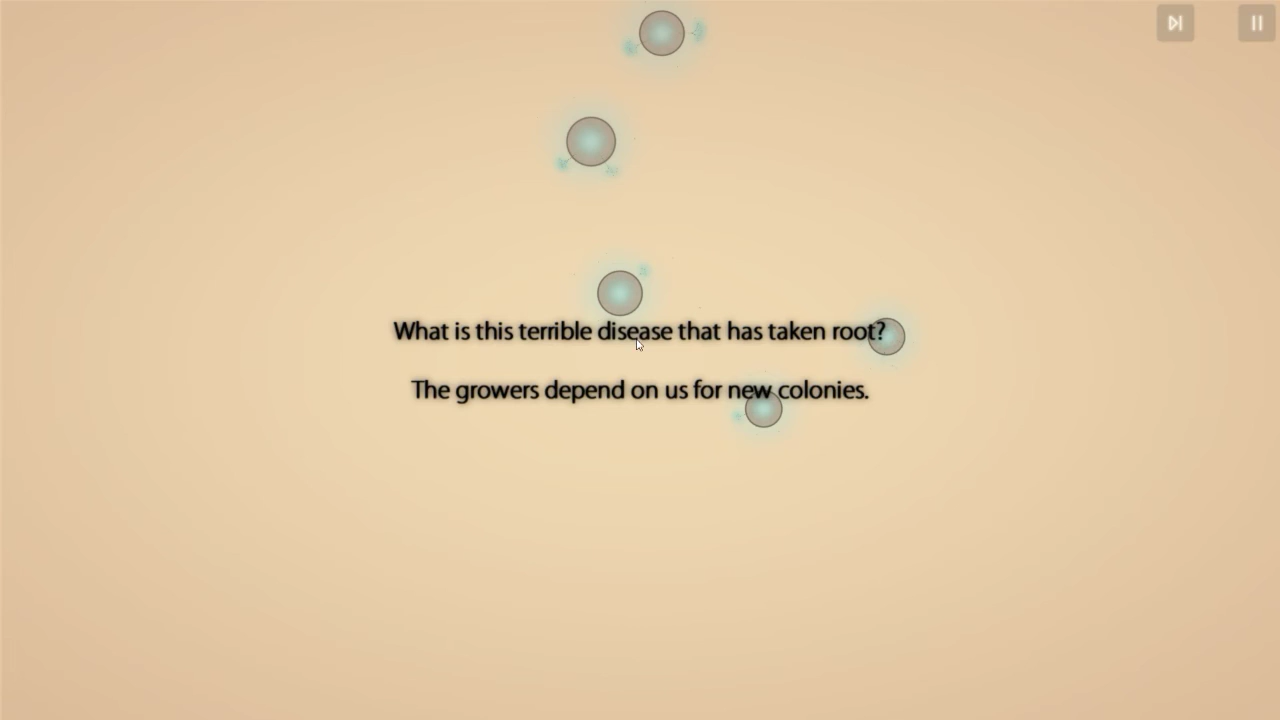 What is this terrible disease that has taken root?
The growers depend on us for new colonies.